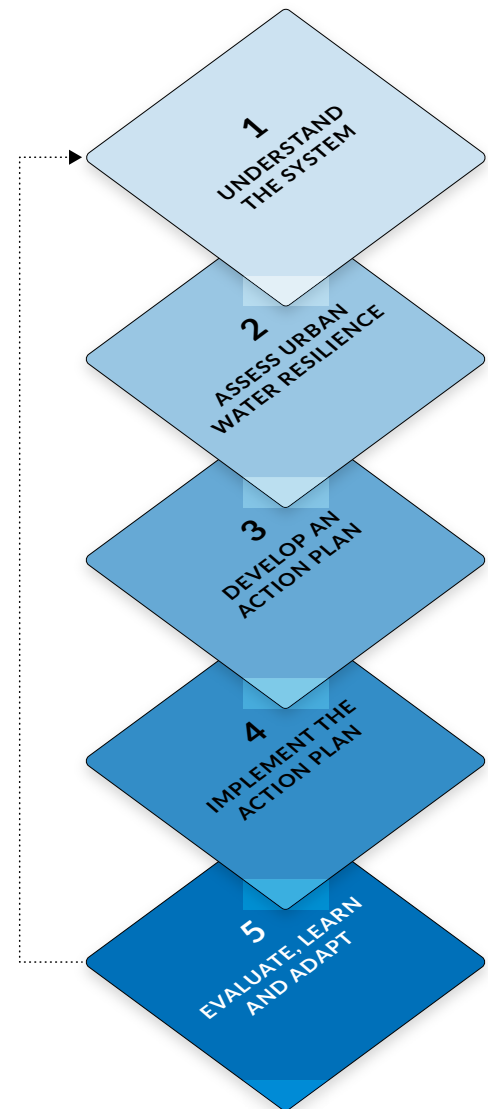 1
UNDERSTAND
THE SYSTEM
2
ASSESS URBAN
WATER RESILIENCE
3
DEVELOP AN
ACTION PLAN
4
IMPLEMENT THE
ACTION PLAN
5
EVALUATE, LEARN
AND ADAPT